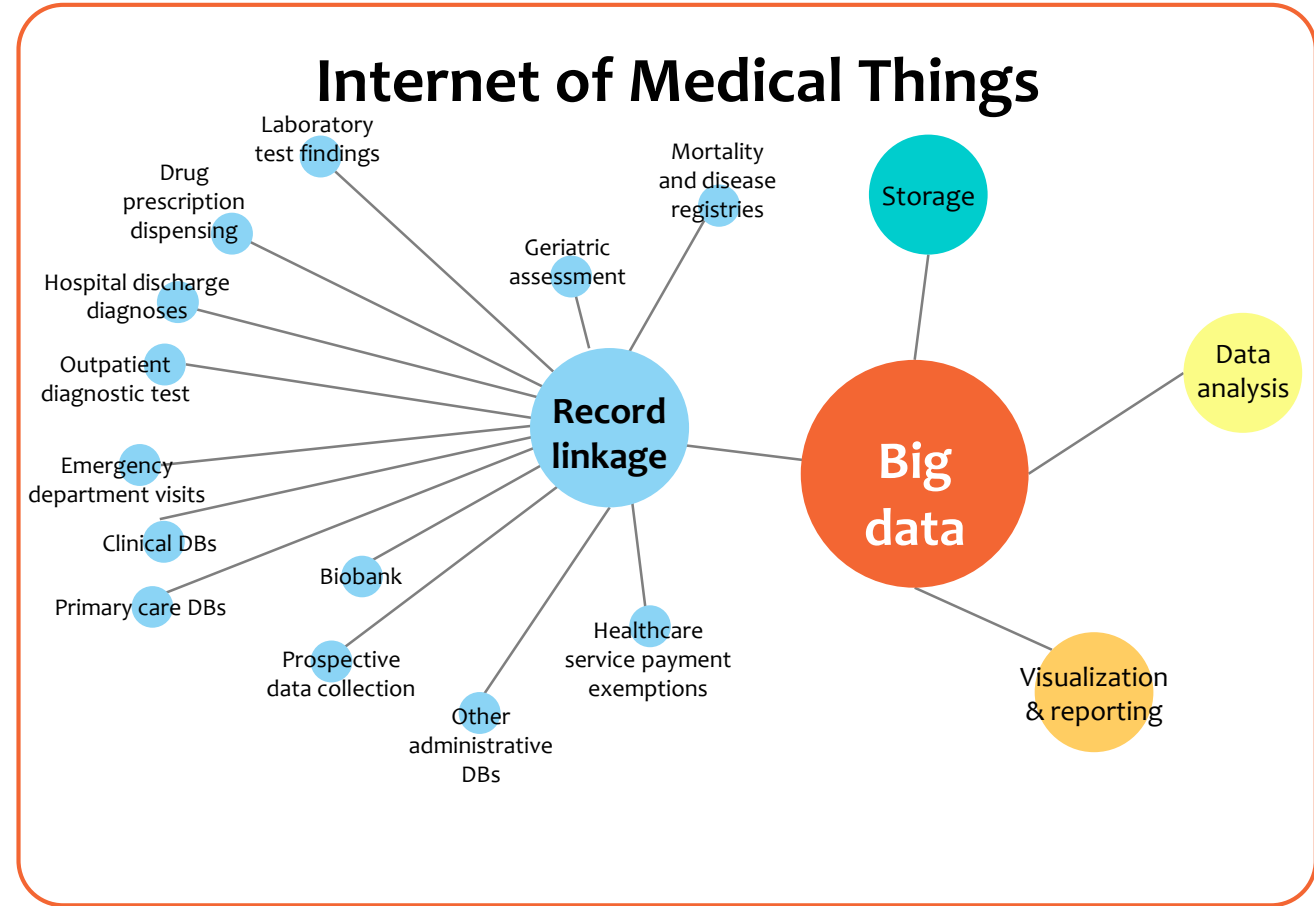 Internet of Medical Things
Laboratory
test findings
Mortality
and disease
registries
Drug
prescription
dispensing
Storage
Geriatric
assessment
Hospital discharge
diagnoses
Data
analysis
Outpatient
diagnostic test
Record
linkage
Big
data
Emergency
department visits
Clinical DBs
Biobank
Primary care DBs
Healthcare
service payment
exemptions
Prospective
data collection
Visualization
& reporting
Other
administrative
DBs